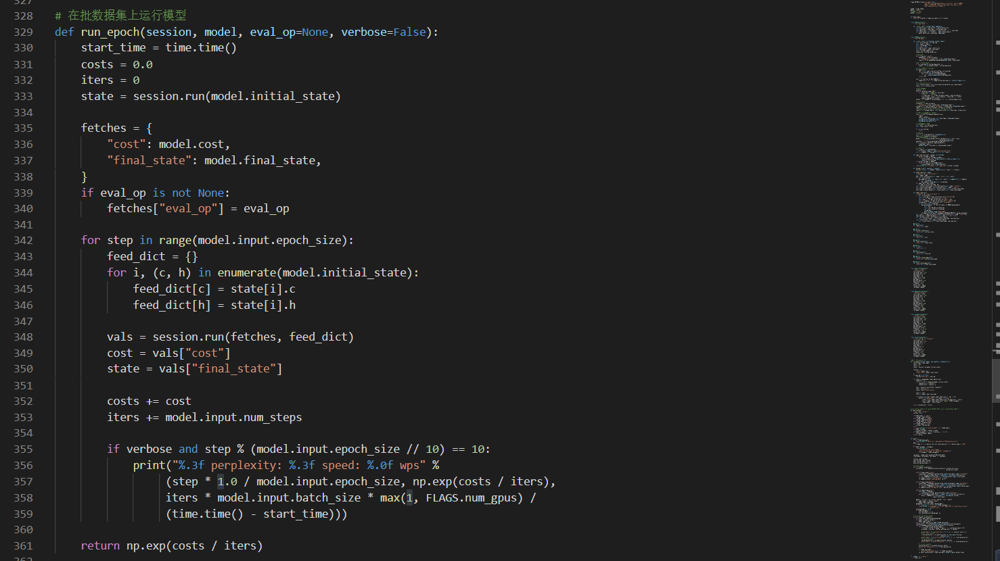 327
328 # 在批数据集上运行模型
329 def run_epoch(session, model, eval_op=None, verbose=False):
330     start_time = time.time()
331     costs = 0.0
332     iters = 0
333     state = session.run(model.initial_state)
334
335     fetches = {
336         "cost": model.cost,
337         "final_state": model.final_state,
338     }
339     if eval_op is not None:
340         fetches["eval_op"] = eval_op
341
342     for step in range(model.input.epoch_size):
343         feed_dict = {}
344         for i, (c, h) in enumerate(model.initial_state):
345             feed_dict[c] = state[i].c
346             feed_dict[h] = state[i].h
347
348         vals = session.run(fetches, feed_dict)
349         cost = vals["cost"]
350         state = vals["final_state"]
351
352         costs += cost
353         iters += model.input.num_steps
354
355         if verbose and step % (model.input.epoch_size // 10) == 10:
356             print("%.3f perplexity: %.3f speed: %.0f wps" %
357                  (step * 1.0 / model.input.epoch_size, np.exp(costs / iters),
358                  iters * model.input.batch_size * max(1, FLAGS.num_gpus) /
359                  (time.time() - start_time)))
360
361     return np.exp(costs / iters)
362